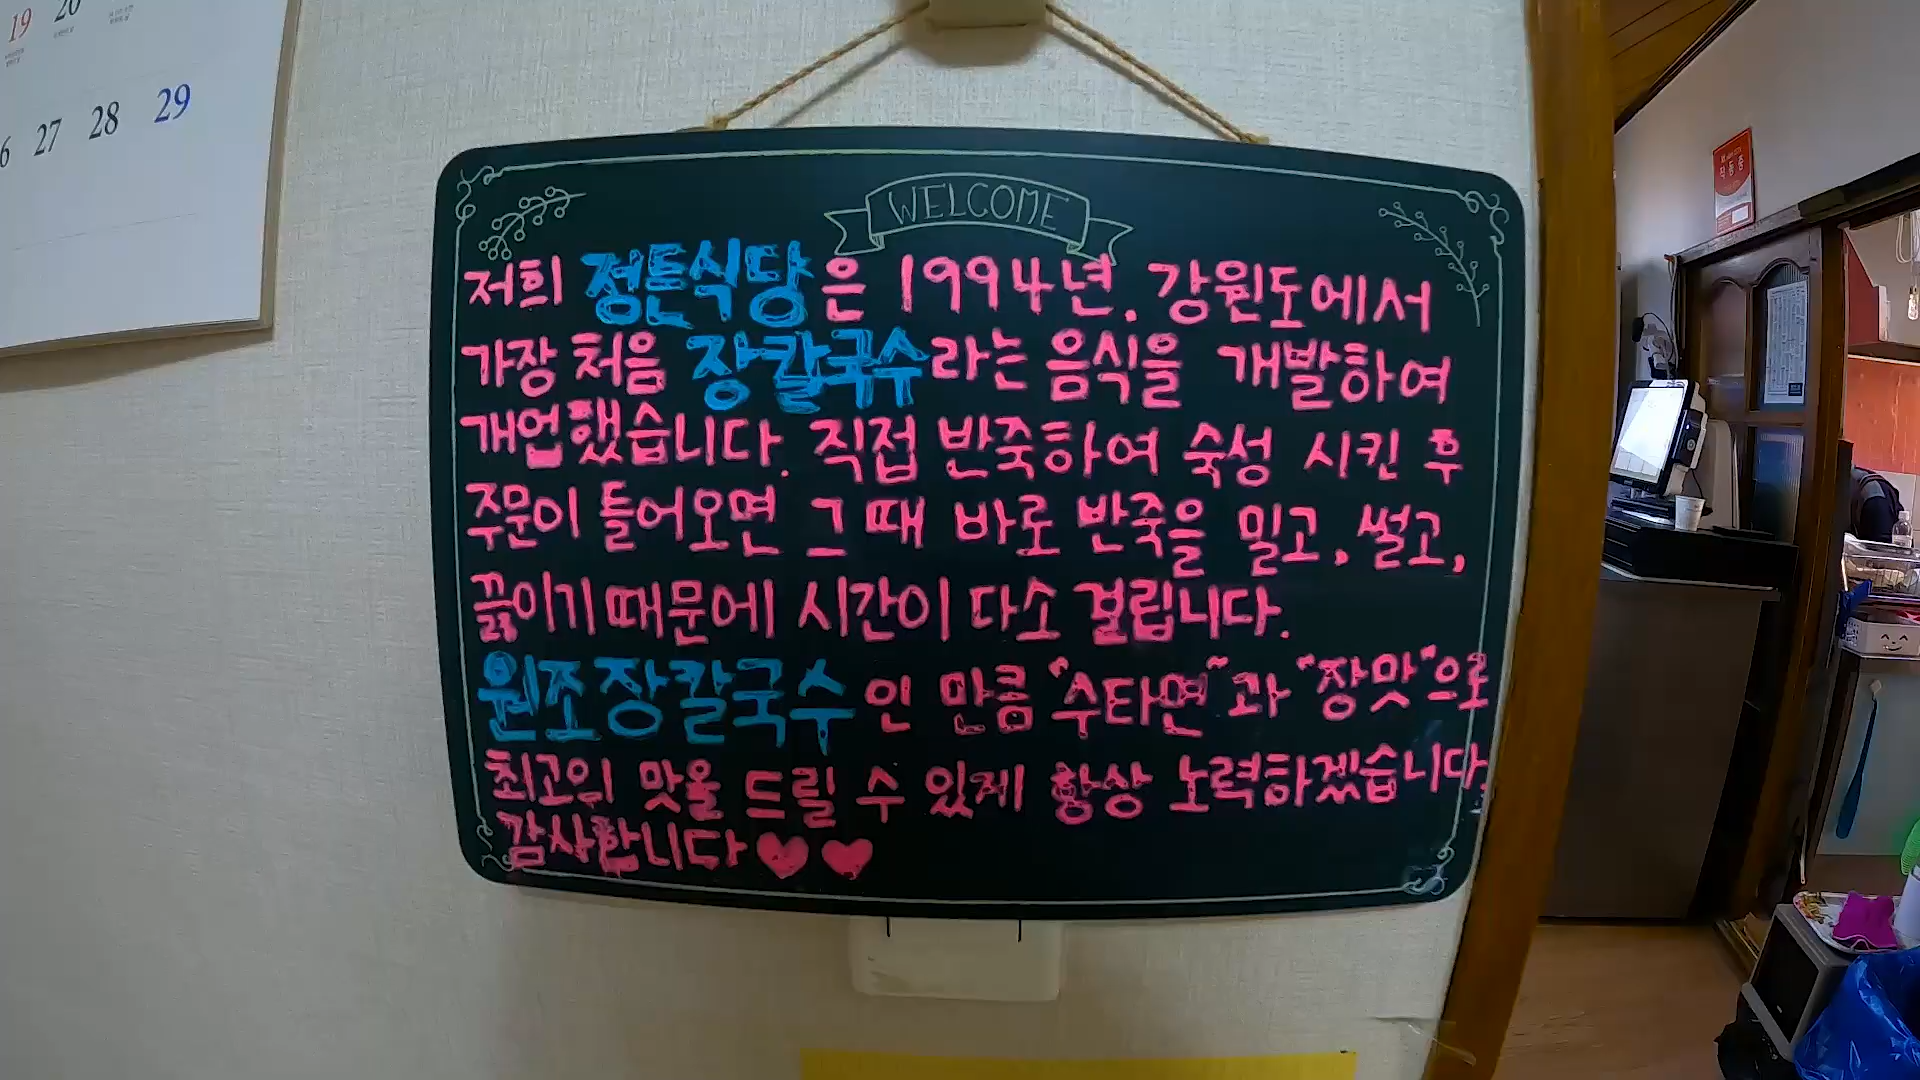 19
20
6 27 28 29
WELCOME
저희 정든식당은 1994년. 강원도에서
가장 처음 장칼국수라는 음식을 개발하여
개업했습니다. 직접 반죽하여 숙성 시킨 후
주문이 들어오면 그 때 바로 반죽을 밀고, 썰고,
끓이기 때문에 시간이 다소 걸립니다.
원조장칼국수인 만큼 "수타면"과 "장맛"으로
최고의 맛을 드릴 수 있게 항상 노력하겠습니다.
감사합니다♥♥